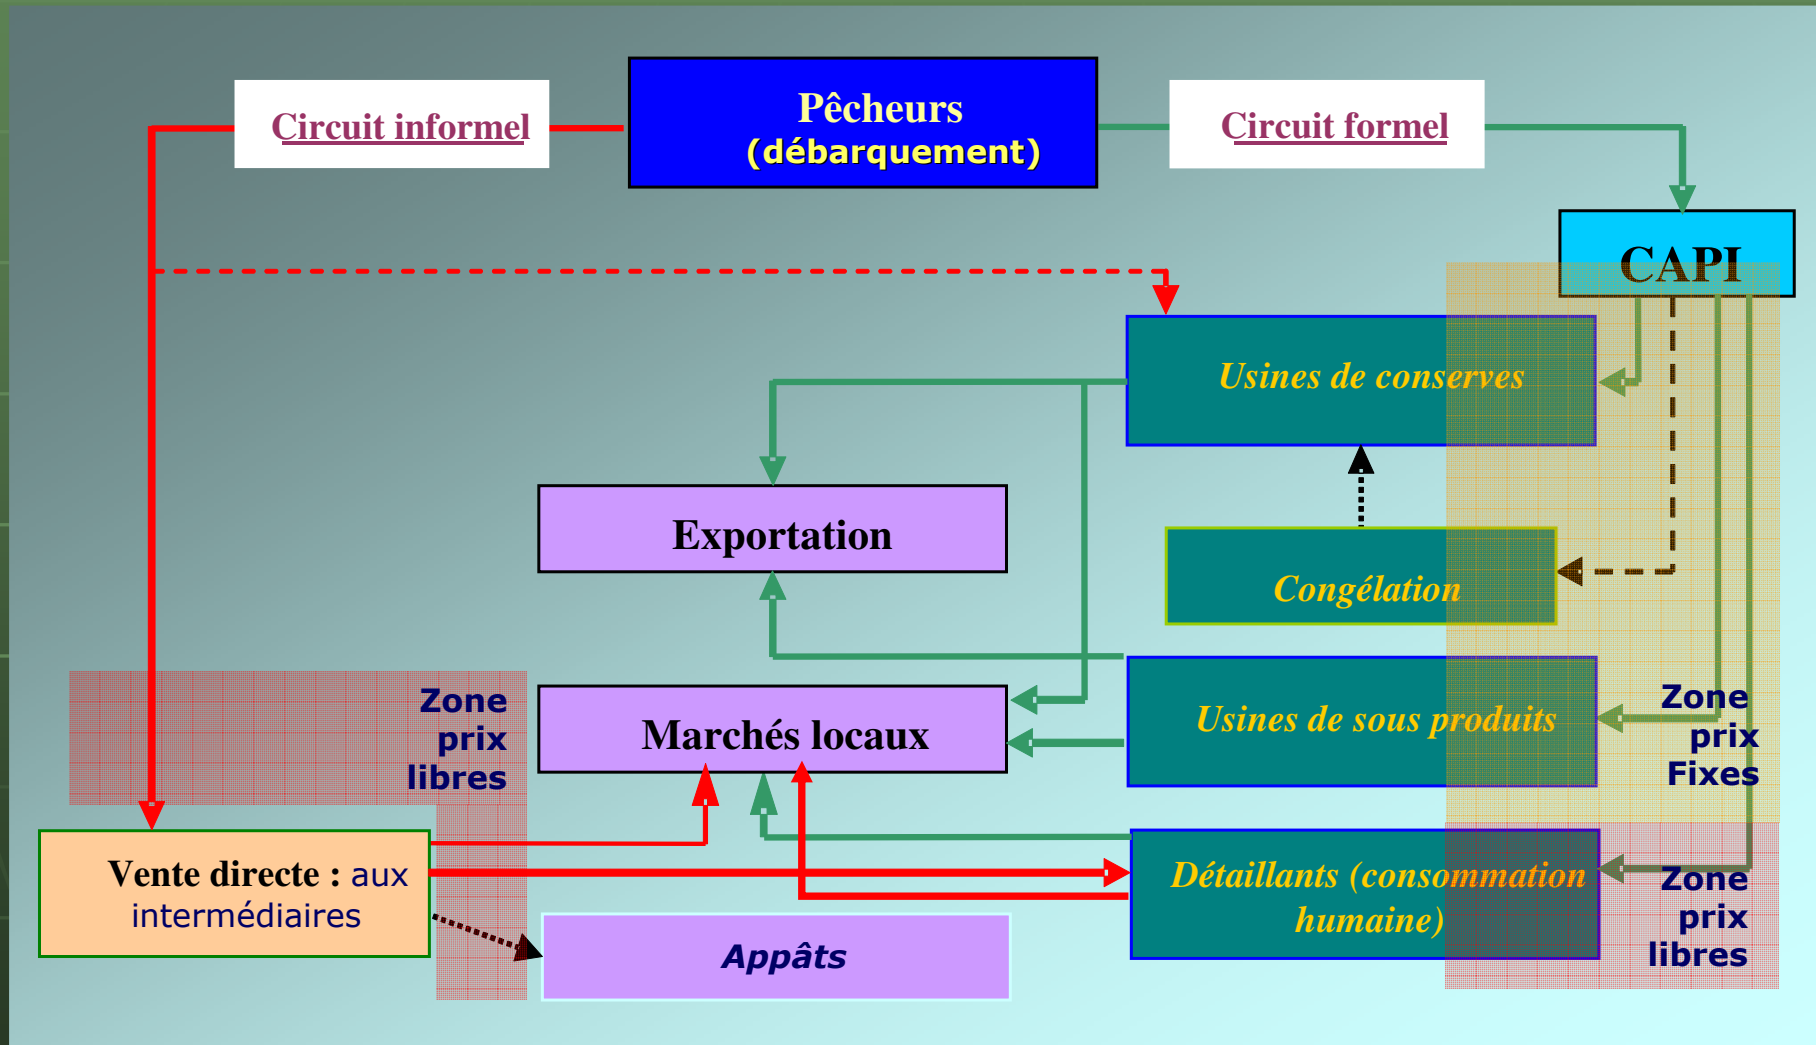 Pêcheurs
(débarquement)
Circuit informel
Circuit formel
CAPI
Usines de conserves
Exportation
Congélation
Zone
prix
libres
Marchés locaux
Usines de sous produits
Zone
prix
Fixes
Vente directe : aux
intermédiaires
Détaillants (consommation
humaine)
Zone
prix
libres
Appâts